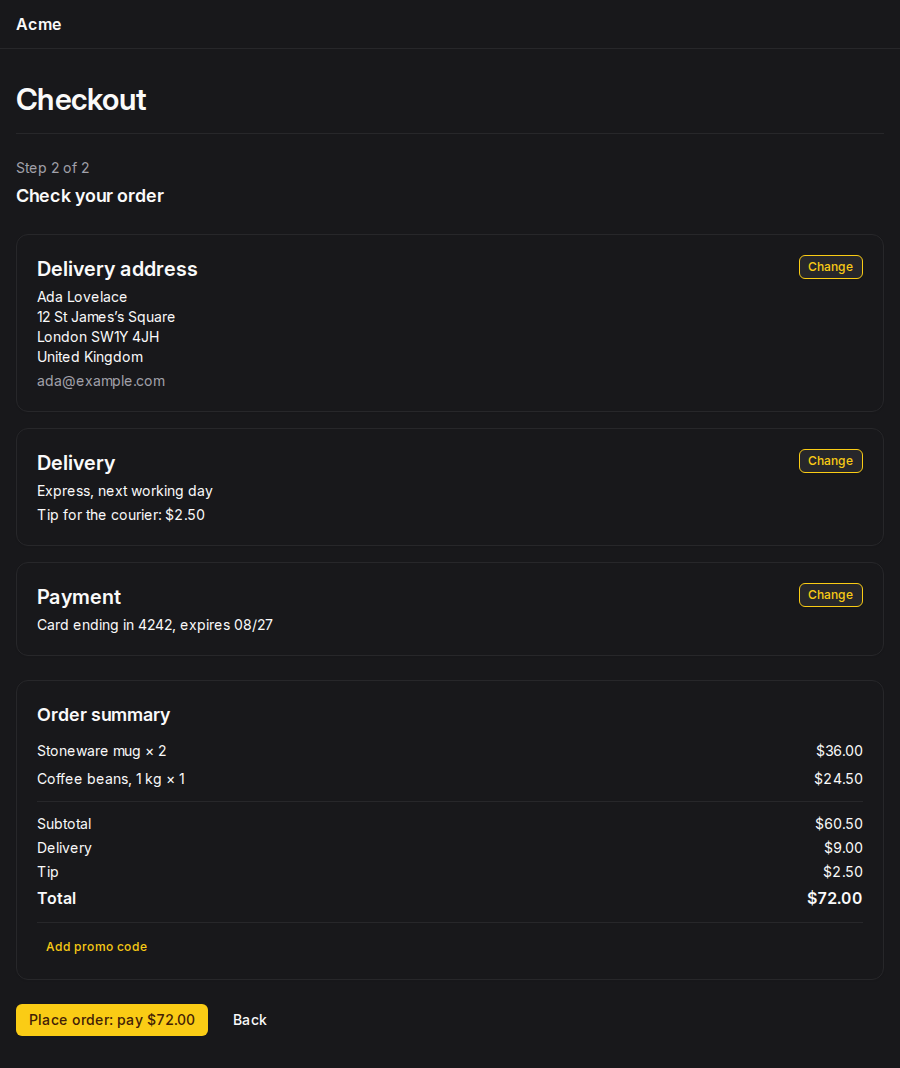 Acme
Checkout
Step 2 of 2
Check your order
Delivery address
Change
Ada Lovelace
12 St James’s Square
London SW1Y 4JH
United Kingdom
ada@example.com
Delivery
Change
Express, next working day
Tip for the courier: $2.50
Payment
Change
Card ending in 4242, expires 08/27
Order summary
Stoneware mug × 2 $36.00
Coffee beans, 1 kg × 1 $24.50
Subtotal $60.50
Delivery $9.00
Tip $2.50
Total $72.00
Add promo code
Place order: pay $72.00 Back